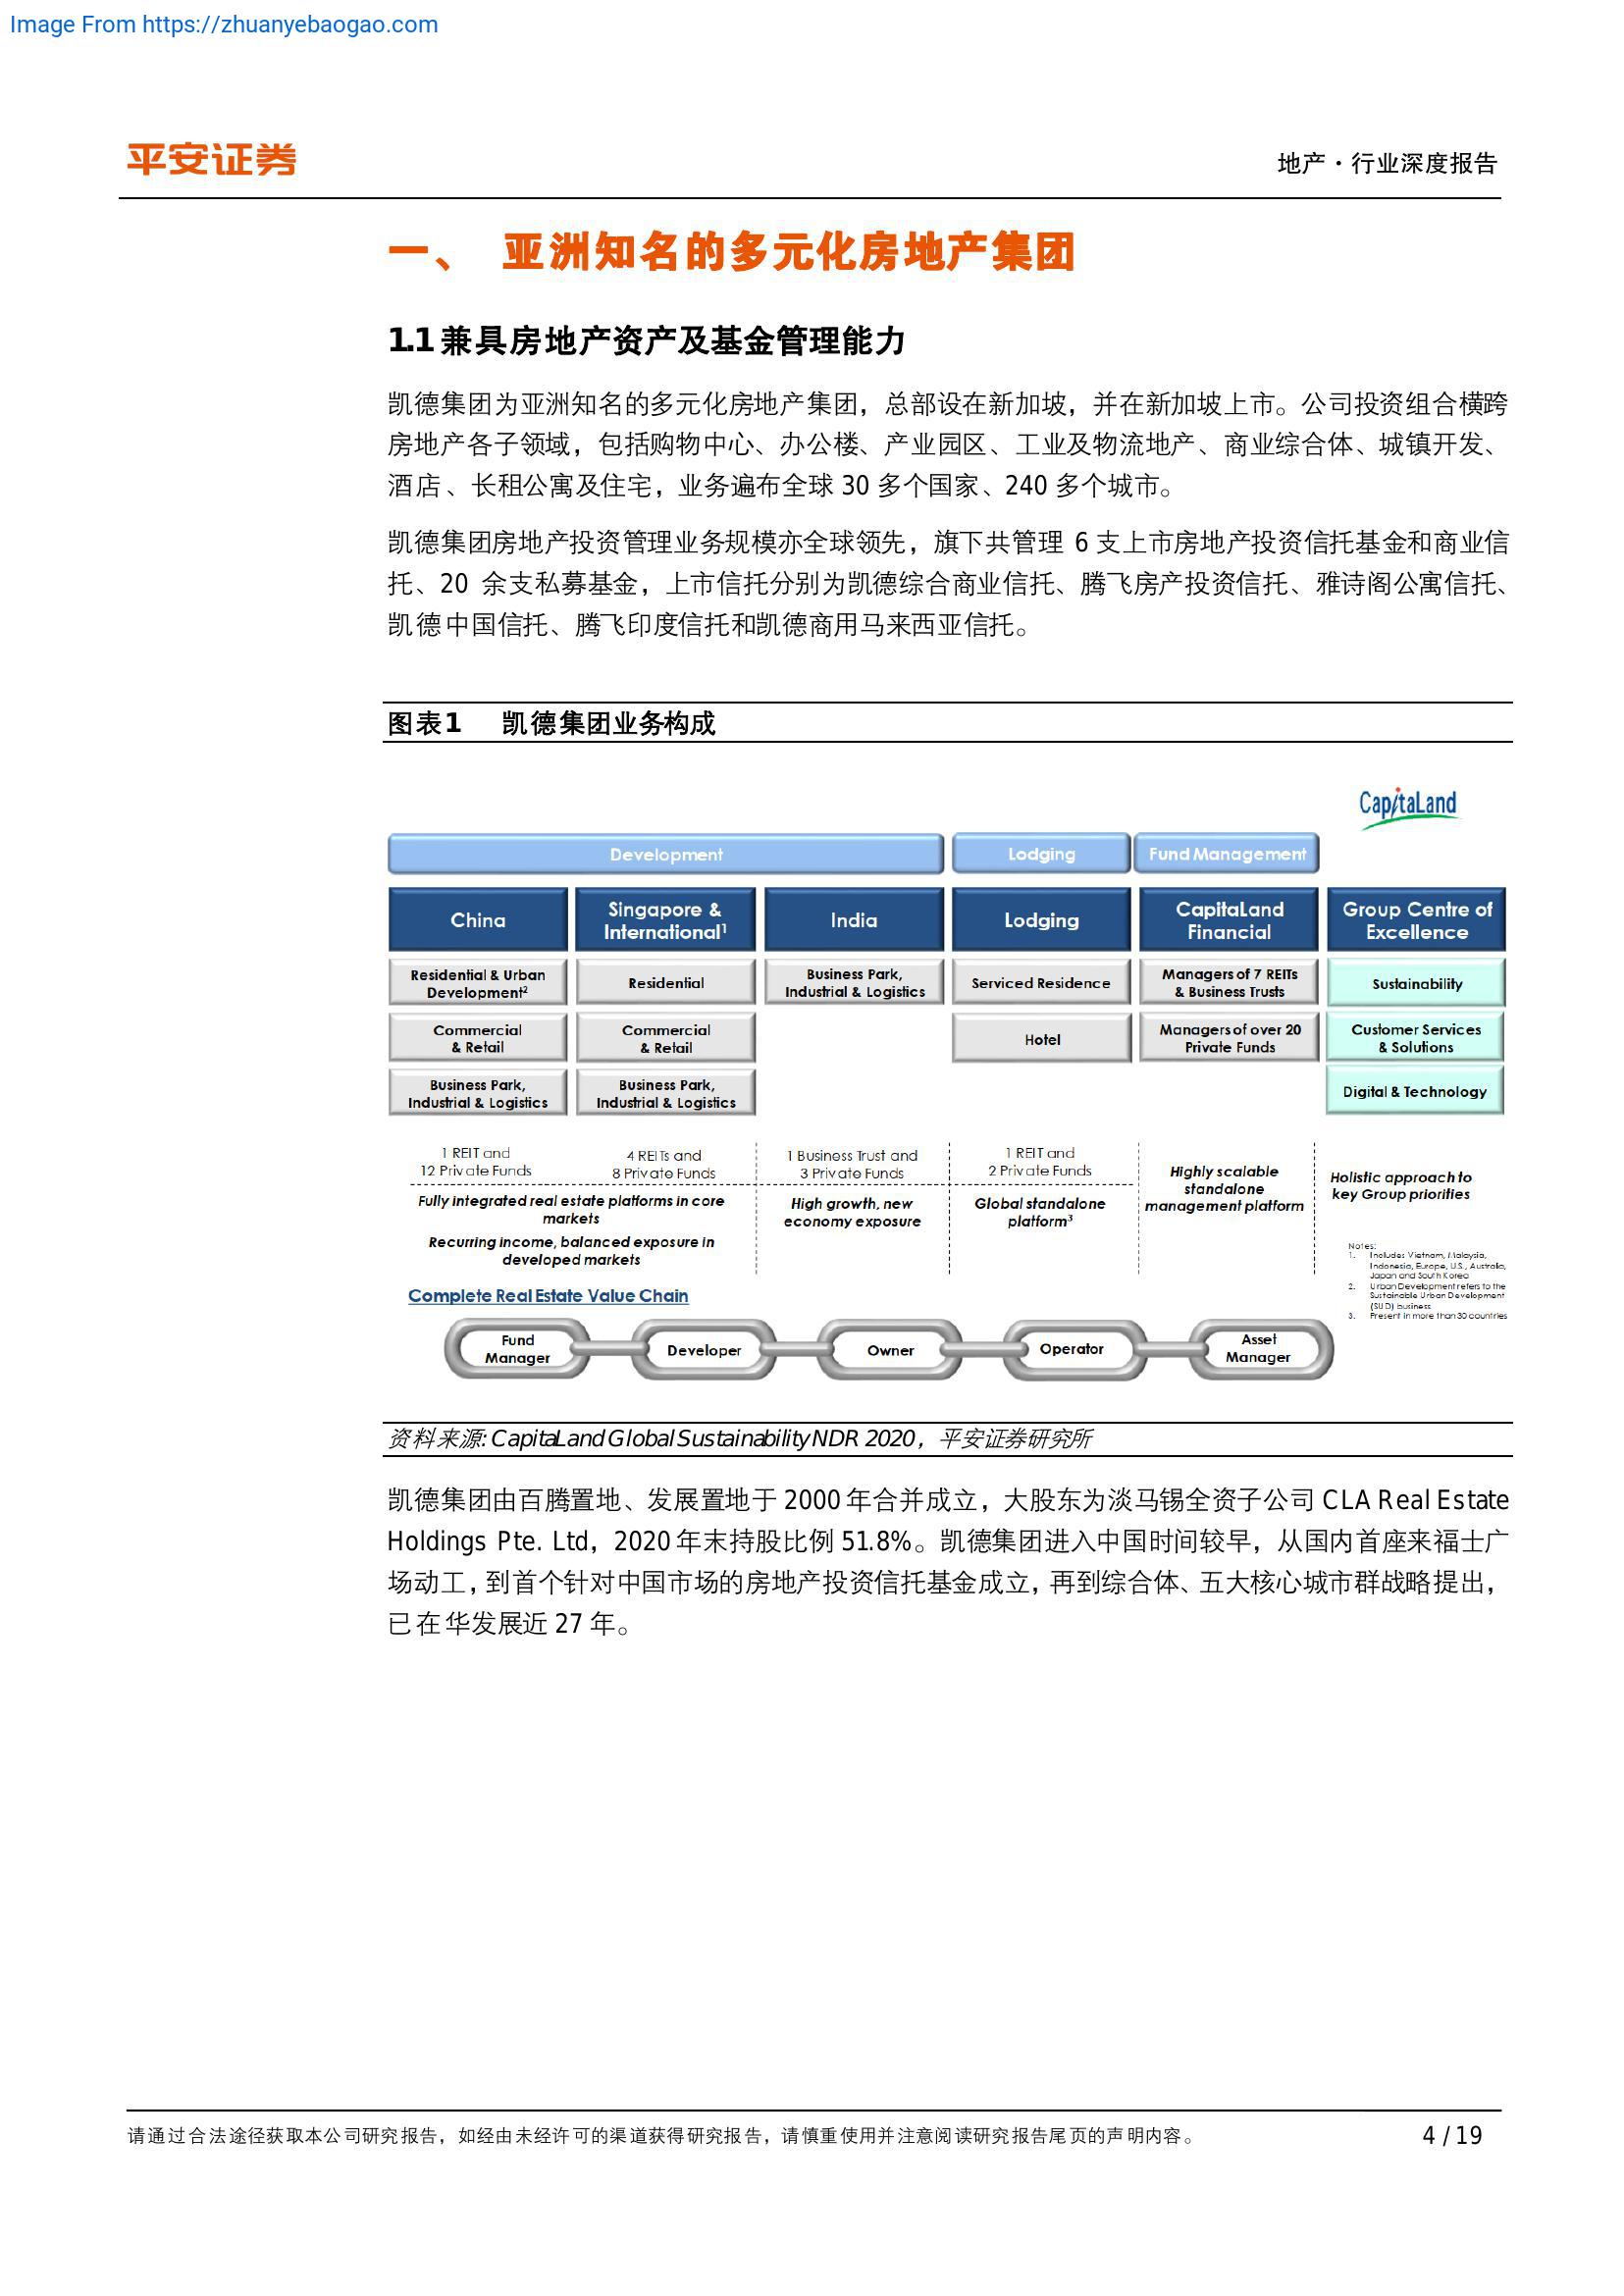 Image From https://zhuanyebaogao.com
平安证券
地产·行业深度报告
一、 亚洲知名的多元化房地产集团
1.1 兼具房地产资产及基金管理能力
凯德集团为亚洲知名的多元化房地产集团，总部设在新加坡，并在新加坡上市。公司投资组合横跨
房地产各子领域，包括购物中心、办公楼、产业园区、工业及物流地产、商业综合体、城镇开发、
酒店、长租公寓及住宅，业务遍布全球 30 多个国家、240 多个城市。
凯德集团房地产投资管理业务规模亦全球领先，旗下共管理 6 支上市房地产投资信托基金和商业信
托、20 余支私募基金，上市信托分别为凯德综合商业信托、腾飞房产投资信托、雅诗阁公寓信托、
凯德中国信托、腾飞印度信托和凯德商用马来西亚信托。
图表1 凯德集团业务构成
CapitaLand
Development Lodging Fund Management
China
Singapore &
International¹
India
Lodging
CapitaLand
Financial
Group Centre of
Excellence
Residential & Urban
Development²
Residential
Business Park,
Industrial & Logistics
Serviced Residence
Managers of 7 REITs
& Business Trusts
Sustainability
Commercial
& Retail
Commercial
& Retail
Hotel
Managers of over 20
Private Funds
Customer Services
& Solutions
Business Park,
Industrial & Logistics
Business Park,
Industrial & Logistics
Digital & Technology
1 REIT and
12 Private Funds
4 REITs and
8 Private Funds
1 Business Trust and
3 Private Funds
1 REIT and
2 Private Funds
Highly scalable
standalone
management platform
Holistic approach to
key Group priorities
Fully integrated real estate platforms in core
markets
Recurring income, balanced exposure in
developed markets
High growth, new
economy exposure
Global standalone
platform³
Notes:
1. Includes Vietnam, Malaysia,
Indonesia, Europe, U.S., Australia,
Japan and South Korea
2. Urban Development refers to the
Sustainable Urban Development
(SUD) business
3. Present in more than 30 countries
Complete Real Estate Value Chain
Fund
Manager
Developer
Owner
Operator
Asset
Manager
资料来源: CapitaLand Global Sustainability NDR 2020，平安证券研究所
凯德集团由百腾置地、发展置地于 2000 年合并成立，大股东为淡马锡全资子公司 CLA Real Estate
Holdings Pte. Ltd，2020 年末持股比例 51.8%。凯德集团进入中国时间较早，从国内首座来福士广
场动工，到首个针对中国市场的房地产投资信托基金成立，再到综合体、五大核心城市群战略提出，
已在华发展近 27 年。
请通过合法途径获取本公司研究报告，如经由未经许可的渠道获得研究报告，请慎重使用并注意阅读研究报告尾页的声明内容。
4 / 19